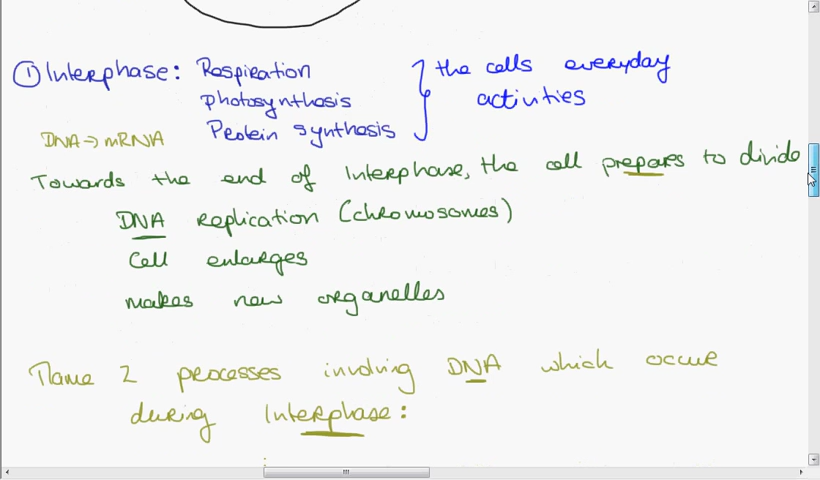 ① Interphase: Respiration
Photosynthesis
Protein synthesis
} the cells everyday
activities
DNA → mRNA
Towards the end of Interphase, the cell prepares to divide
DNA Replication (chromosomes)
Cell enlarges
makes new organelles
Name 2 processes involving DNA which occur
during Interphase: